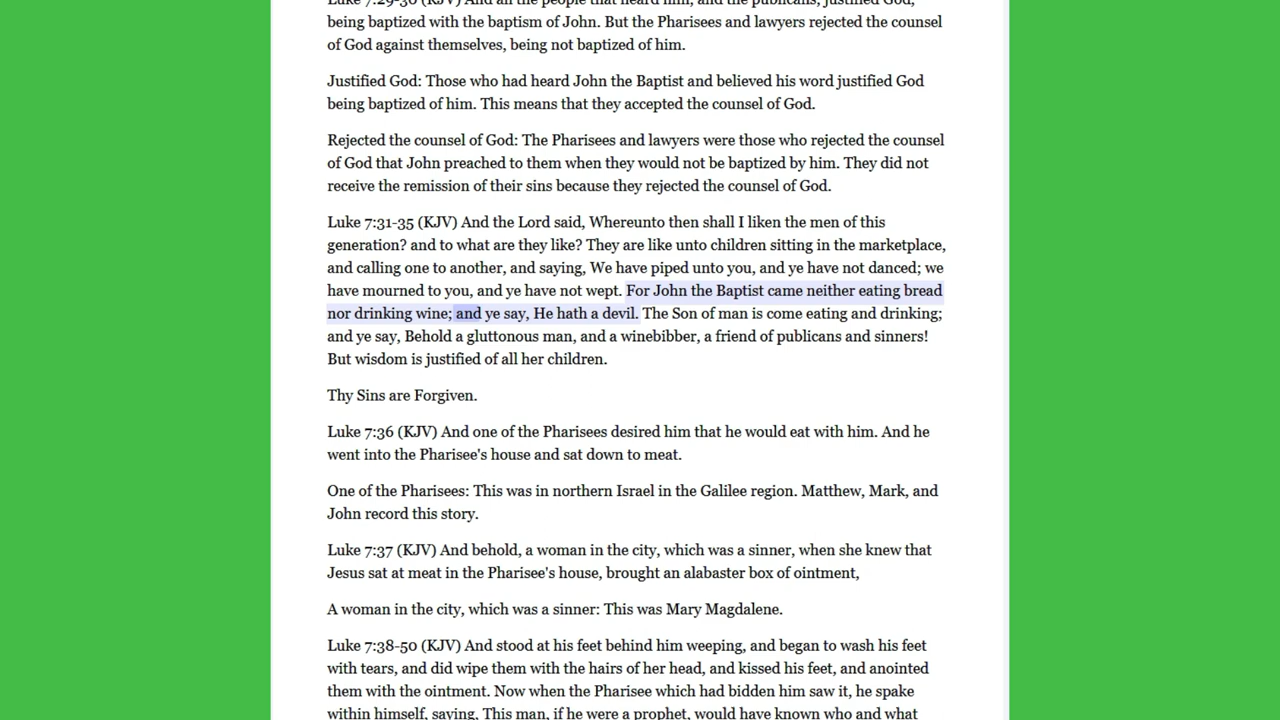 Luke 7:29-30 (KJV) And all the people that heard him, and the publicans, justified God,
being baptized with the baptism of John. But the Pharisees and lawyers rejected the counsel
of God against themselves, being not baptized of him.
Justified God: Those who had heard John the Baptist and believed his word justified God
being baptized of him. This means that they accepted the counsel of God.
Rejected the counsel of God: The Pharisees and lawyers were those who rejected the counsel
of God that John preached to them when they would not be baptized by him. They did not
receive the remission of their sins because they rejected the counsel of God.
Luke 7:31-35 (KJV) And the Lord said, Whereunto then shall I liken the men of this
generation? and to what are they like? They are like unto children sitting in the marketplace,
and calling one to another, and saying, We have piped unto you, and ye have not danced; we
have mourned to you, and ye have not wept. For John the Baptist came neither eating bread
nor drinking wine; and ye say, He hath a devil. The Son of man is come eating and drinking;
and ye say, Behold a gluttonous man, and a winebibber, a friend of publicans and sinners!
But wisdom is justified of all her children.
Thy Sins are Forgiven.
Luke 7:36 (KJV) And one of the Pharisees desired him that he would eat with him. And he
went into the Pharisee's house and sat down to meat.
One of the Pharisees: This was in northern Israel in the Galilee region. Matthew, Mark, and
John record this story.
Luke 7:37 (KJV) And behold, a woman in the city, which was a sinner, when she knew that
Jesus sat at meat in the Pharisee's house, brought an alabaster box of ointment,
A woman in the city, which was a sinner: This was Mary Magdalene.
Luke 7:38-50 (KJV) And stood at his feet behind him weeping, and began to wash his feet
with tears, and did wipe them with the hairs of her head, and kissed his feet, and anointed
them with the ointment. Now when the Pharisee which had bidden him saw it, he spake
within himself, saying, This man, if he were a prophet, would have known who and what